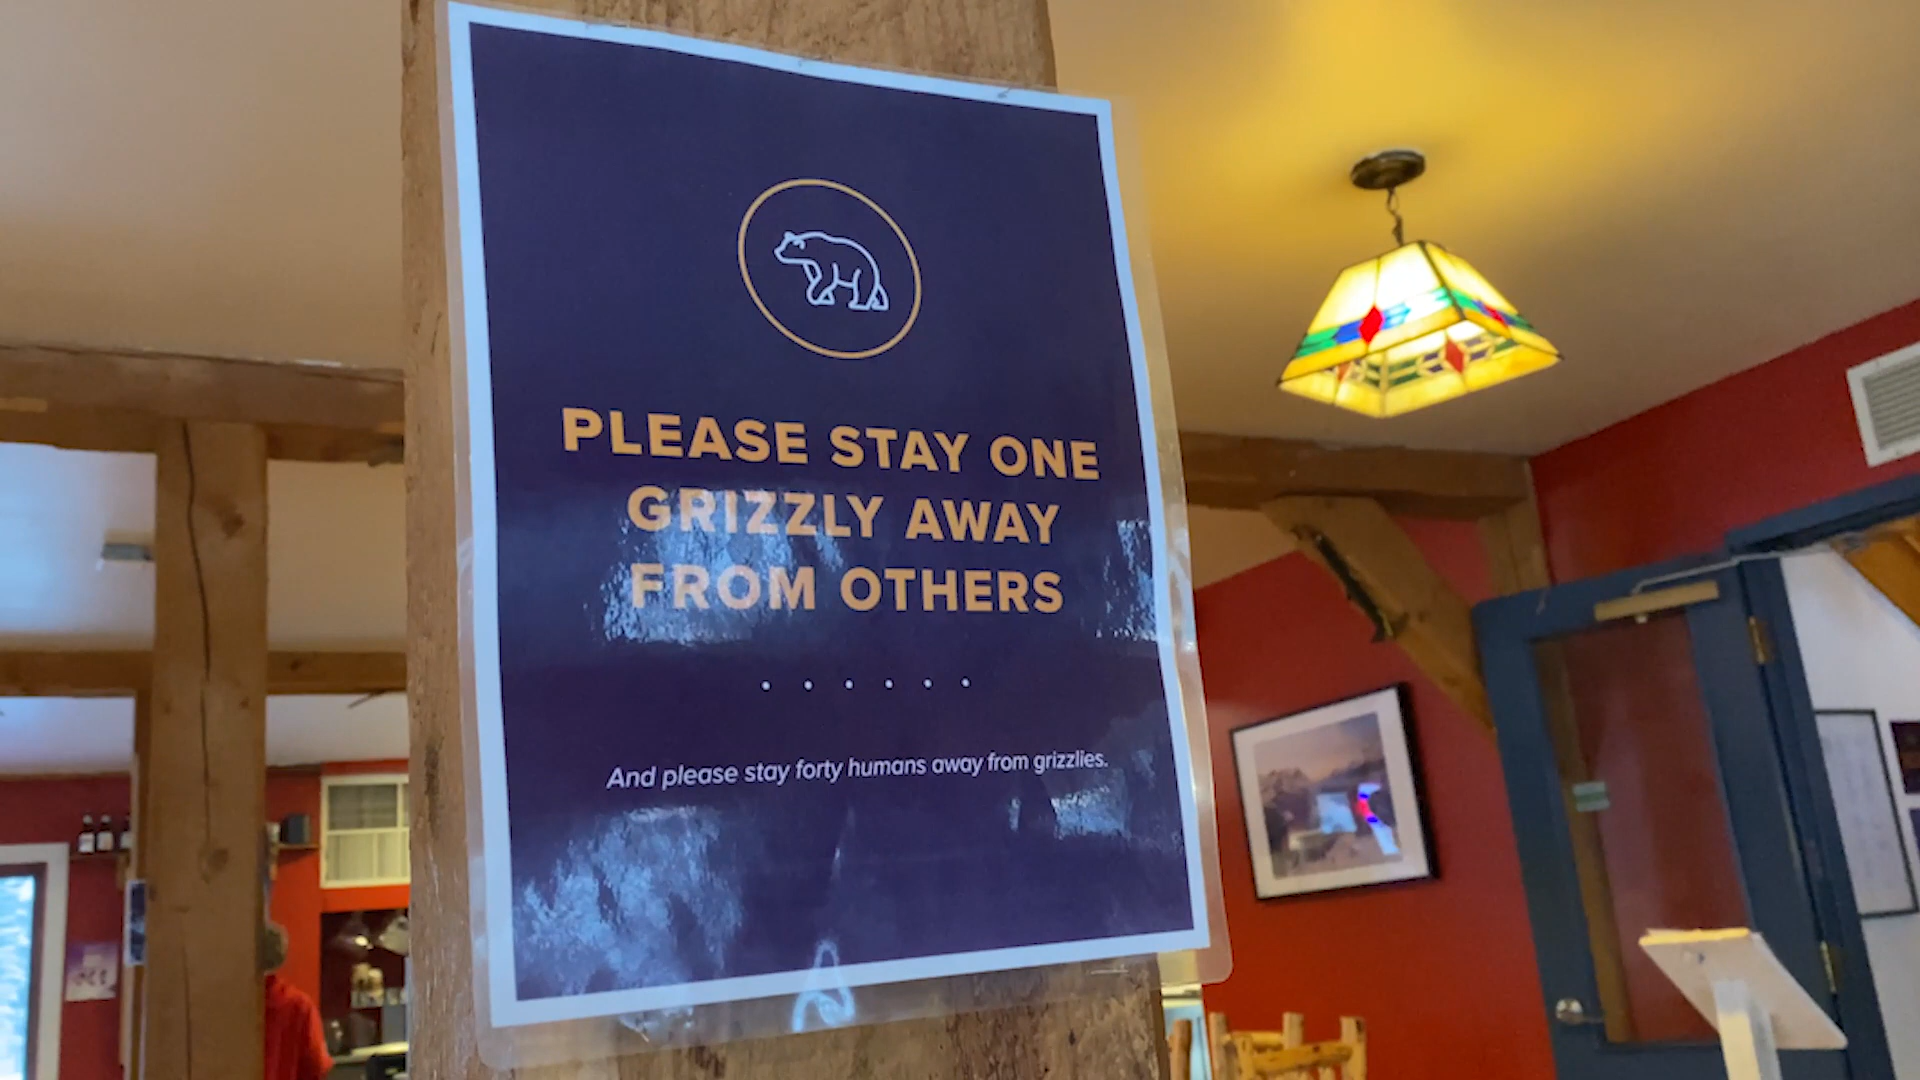 PLEASE STAY ONE
GRIZZLY AWAY
FROM OTHERS
And please stay forty humans away from grizzlies.